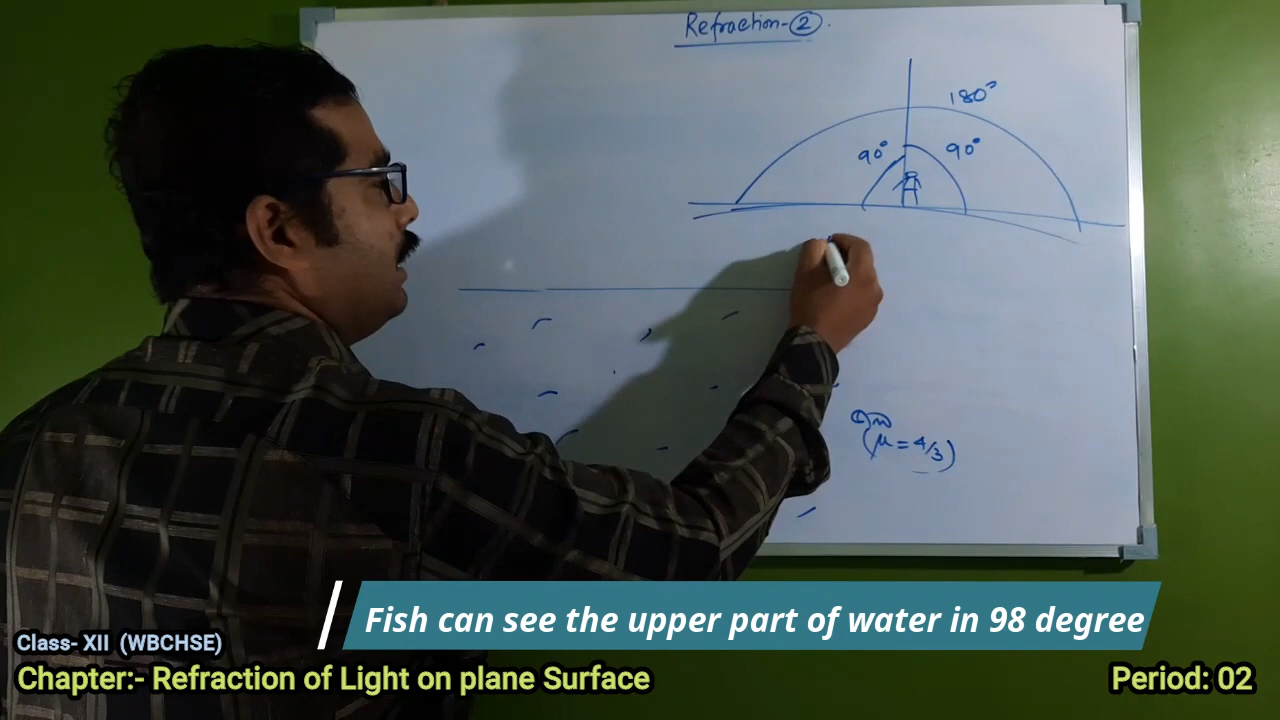 Refraction-②.
180°
90° 90°
জল
(μ = 4/3)
Fish can see the upper part of water in 98 degree
Class- XII (WBCHSE)
Chapter:- Refraction of Light on plane Surface
Period: 02